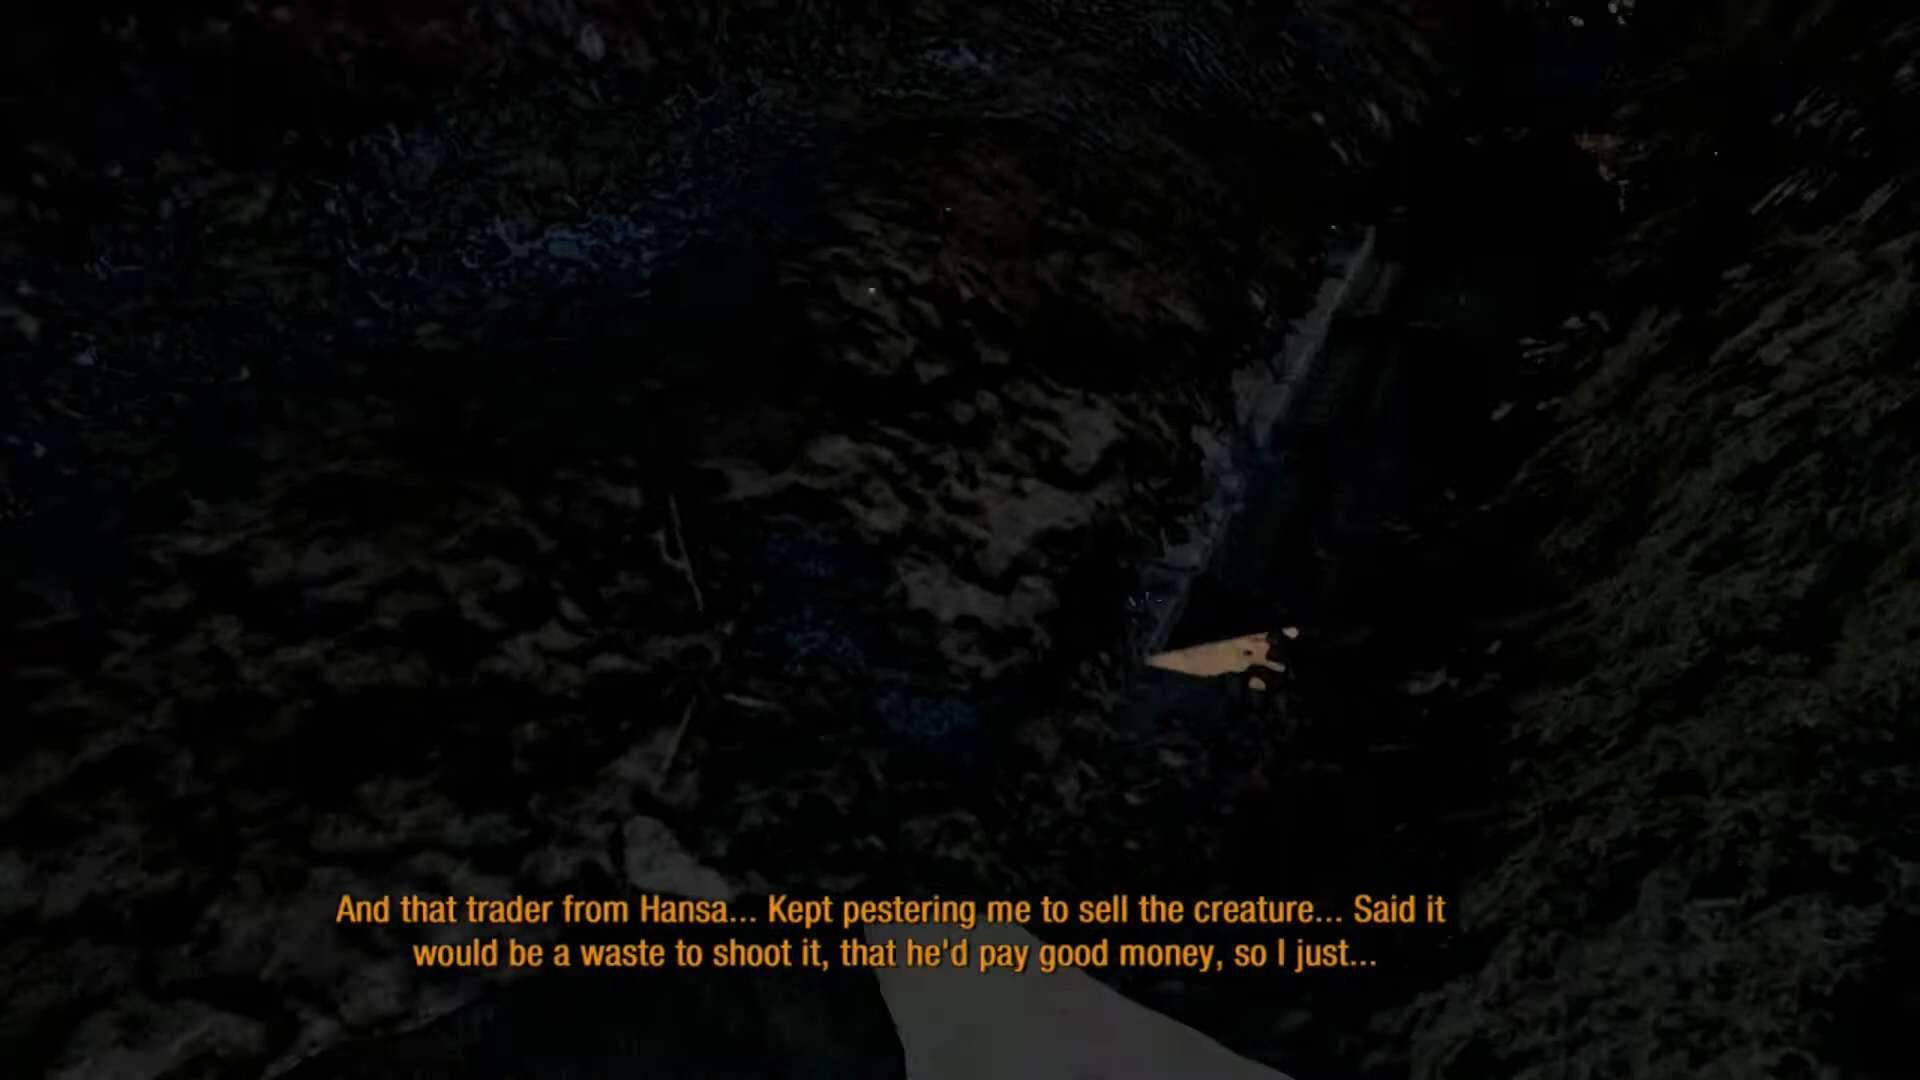 And that trader from Hansa... Kept pestering me to sell the creature... Said it
would be a waste to shoot it, that he'd pay good money, so I just...